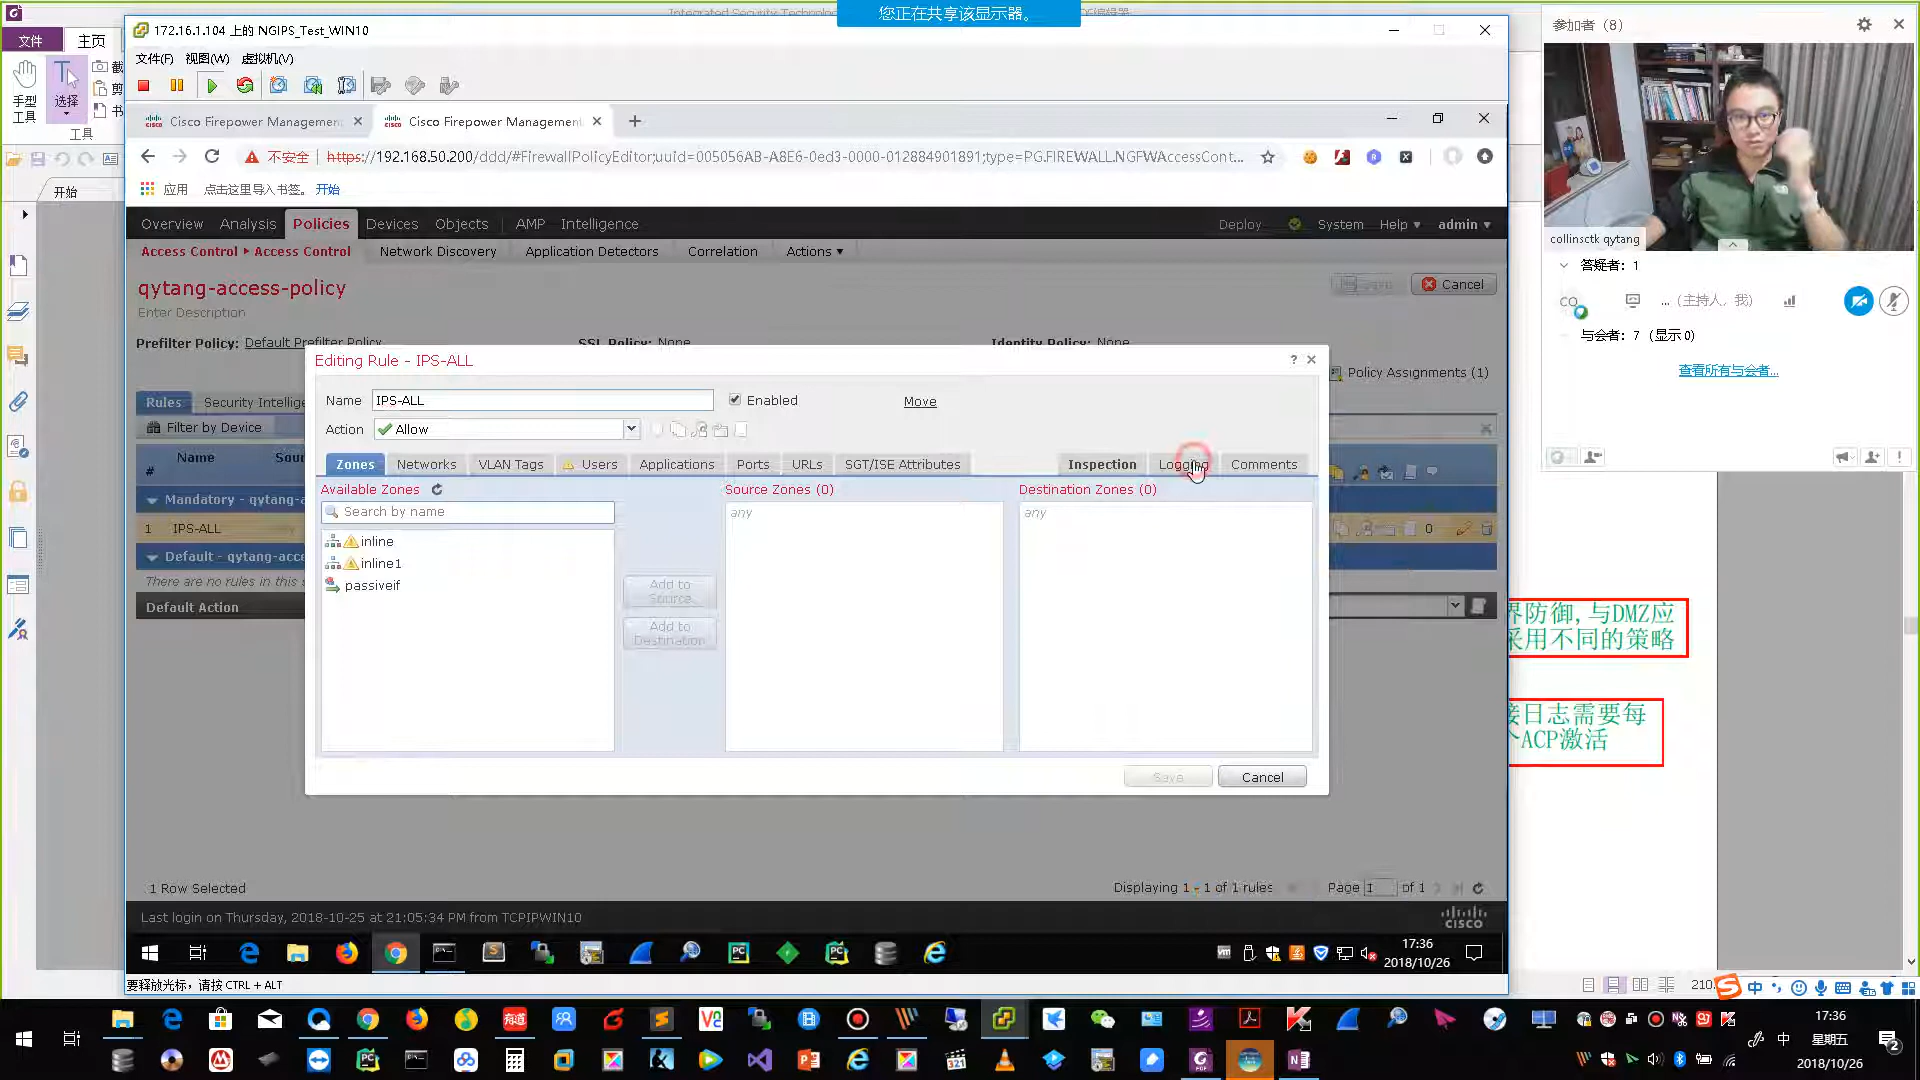 您正在共享该显示器。
文件
主页
手型
工具
选择
工具
开始
172.16.1.104 上的 NGIPS_Test_WIN10
文件(F) 视图(W) 虚拟机(V)
Cisco Firepower Management
Cisco Firepower Management
不安全
https://192.168.50.200/ddd/#FirewallPolicyEditor;uuid=005056AB-A8E6-0ed3-0000-012884901891;type=PG.FIREWALL.NGFWAccessCont...
应用 点击这里导入书签。 开始
Overview Analysis Policies Devices Objects AMP Intelligence
Deploy System Help admin
Access Control Access Control Network Discovery Application Detectors Correlation Actions
qytang-access-policy
Cancel
Enter Description
Prefilter Policy: Default Prefilter Policy
SSL Policy: None
Identity Policy: None
Policy Assignments (1)
Rules
Filter by Device
# Name
Mandatory - qytang-a
1 IPS-ALL
0
Default - qytang-acce
There are no rules in this
Default Action
Editing Rule - IPS-ALL
?
Name IPS-ALL
Enabled
Move
Action Allow
Zones Networks VLAN Tags Users Applications Ports URLs SGT/ISE Attributes
Inspection Logging Comments
Available Zones
Source Zones (0)
Destination Zones (0)
Search by name
any
any
inline
inline1
passiveif
Add to
Source
Add to
Destination
Save
Cancel
1 Row Selected
Displaying 1 - 1 of 1 rules
Page of 1
Last login on Thursday, 2018-10-25 at 21:05:34 PM from TCPIPWIN10
CISCO
17:36
2018/10/26
要释放光标，请按 CTRL + ALT
参加者 (8)
collinsctk qytang
答疑者: 1
... (主持人，我)
与会者: 7 (显示 0)
查看所有与会者...
界防御,与DMZ应
采用不同的策略
接日志需要每
ACP激活
210.
中
17:36
星期五
2018/10/26
中
2